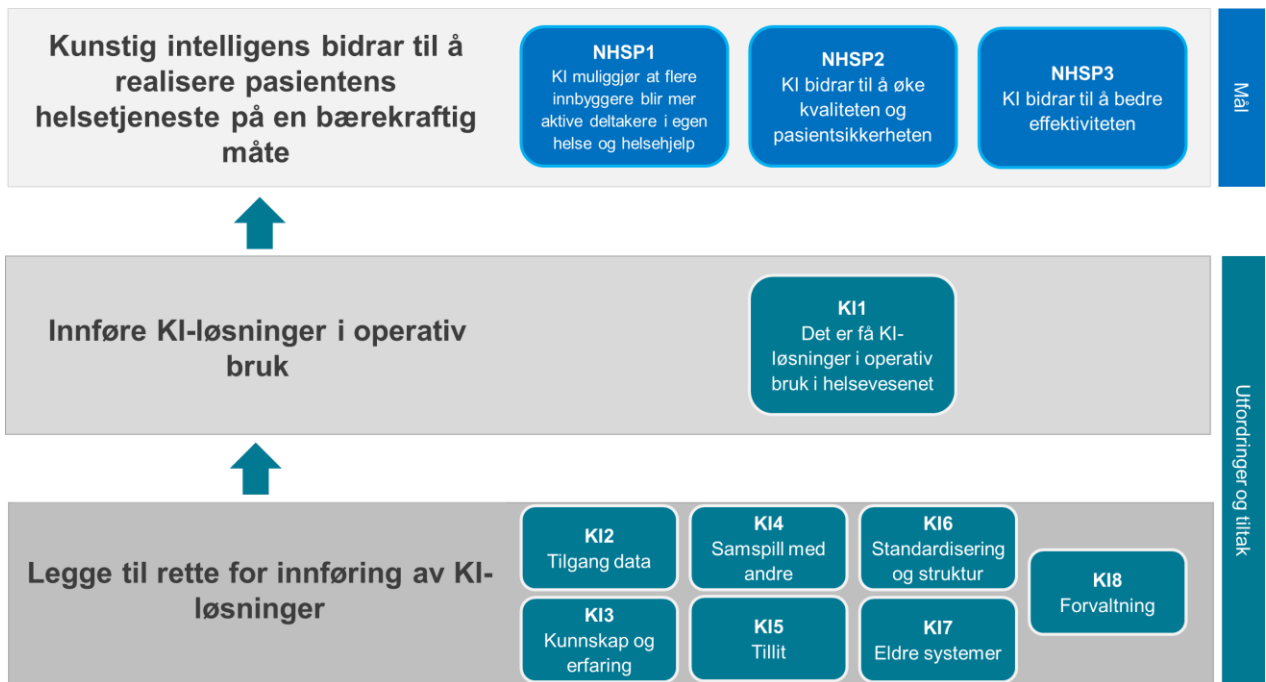 Kunstig intelligens bidrar til å
realisere pasientens
helsetjeneste på en bærekraftig
måte
NHSP1
KI muliggjør at flere
innbyggere blir mer
aktive deltakere i egen
helse og helsehjelp
NHSP2
KI bidrar til å øke
kvaliteten og
pasientsikkerheten
NHSP3
KI bidrar til å bedre
effektiviteten
Mål
Innføre KI-løsninger i operativ
bruk
KI1
Det er få KI-
løsninger i operativ
bruk i helsevesenet
Utfordringer og tiltak
Legge til rette for innføring av KI-
løsninger
KI2
Tilgang data
KI3
Kunnskap og
erfaring
KI4
Samspill med
andre
KI5
Tillit
KI6
Standardisering
og struktur
KI7
Eldre systemer
KI8
Forvaltning